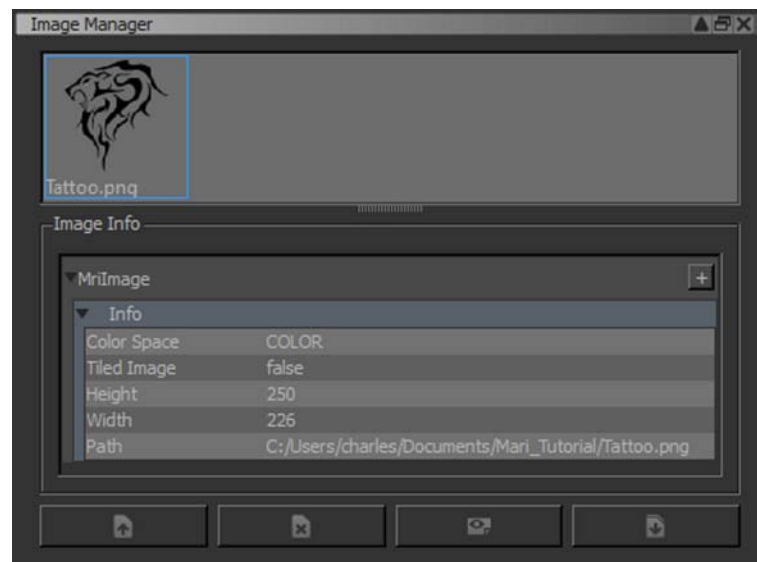 Image Manager
Tattoo.png
Image Info
MriImage
Info
Color Space COLOR
Tiled Image false
Height 250
Width 226
Path C:/Users/charles/Documents/Mari_Tutorial/Tattoo.png